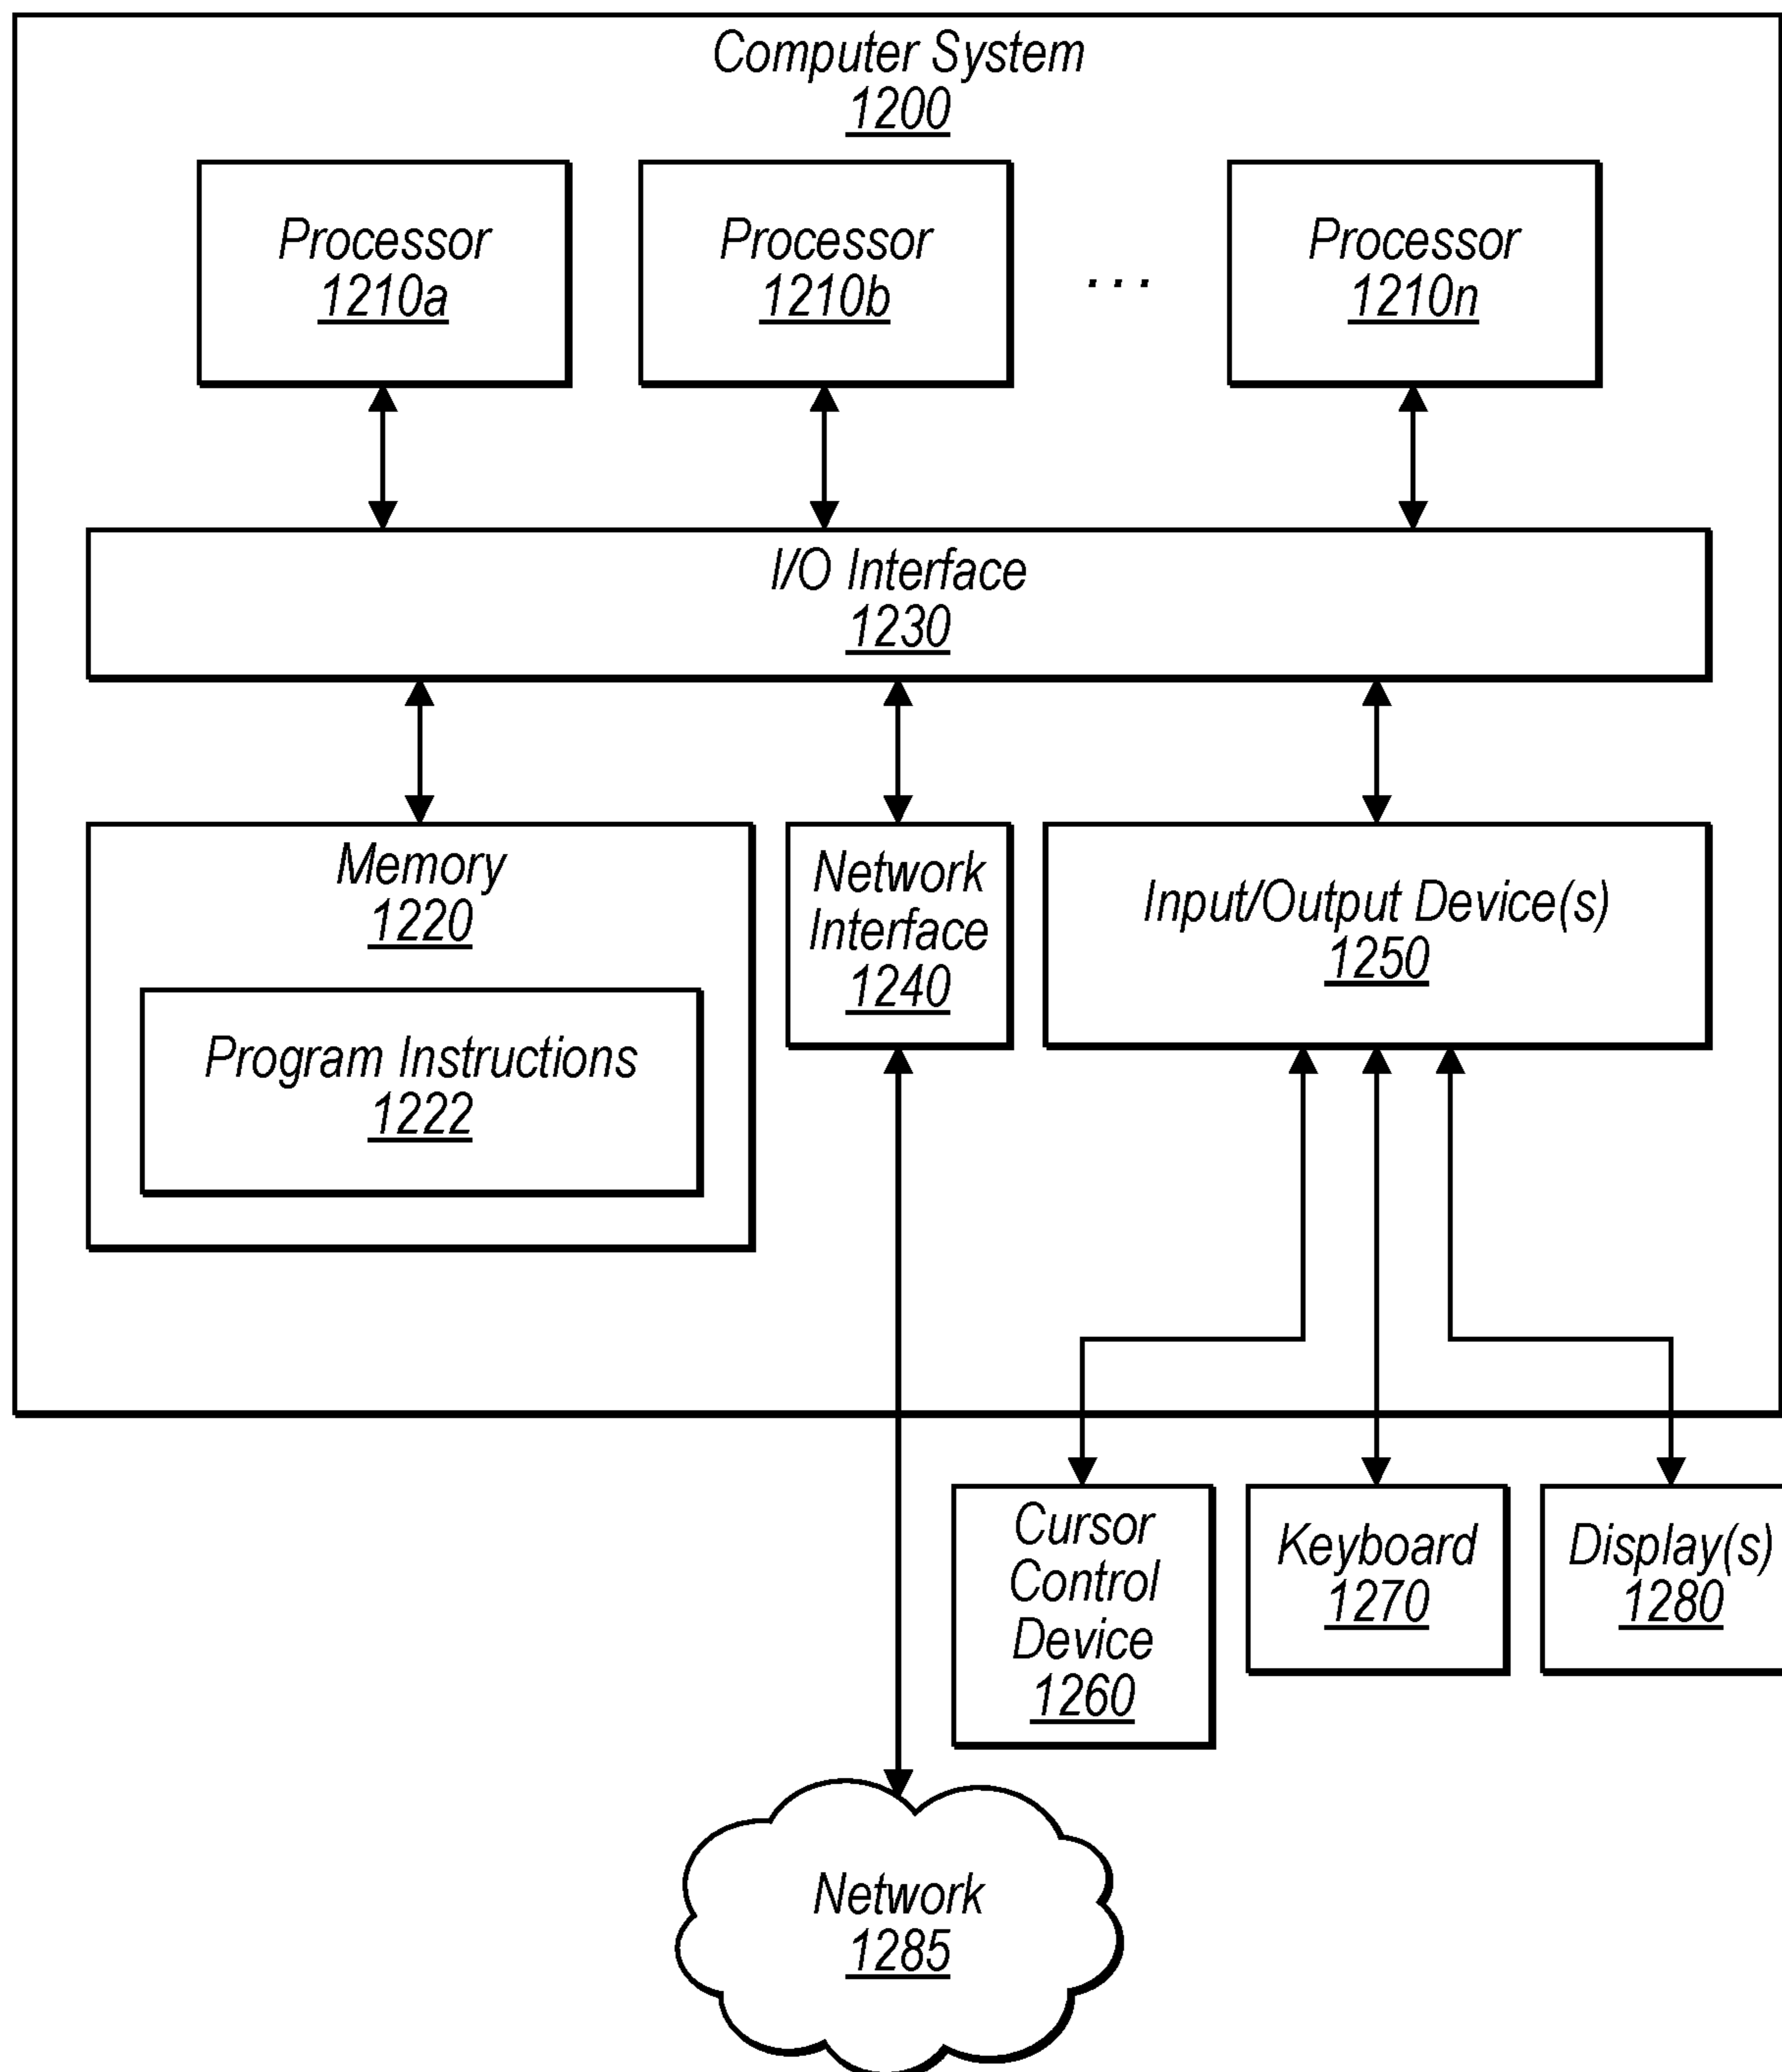 Computer System
1200
Processor
1210a
Processor
1210b
...
Processor
1210n
I/O Interface
1230
Memory
1220
Program Instructions
1222
Network
Interface
1240
Input/Output Device(s)
1250
Cursor
Control
Device
1260
Keyboard
1270
Display(s)
1280
Network
1285